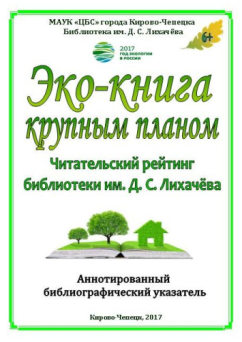 МАУК «ЦБС» города Кирово-Чепецка
Библиотека им. Д. С. Лихачёва
6+
2017
ГОД ЭКОЛОГИИ
В РОССИИ
Эко-книга
крупным планом
Читательский рейтинг
библиотеки им. Д. С. Лихачёва
Аннотированный
библиографический указатель
Кирово-Чепецк, 2017